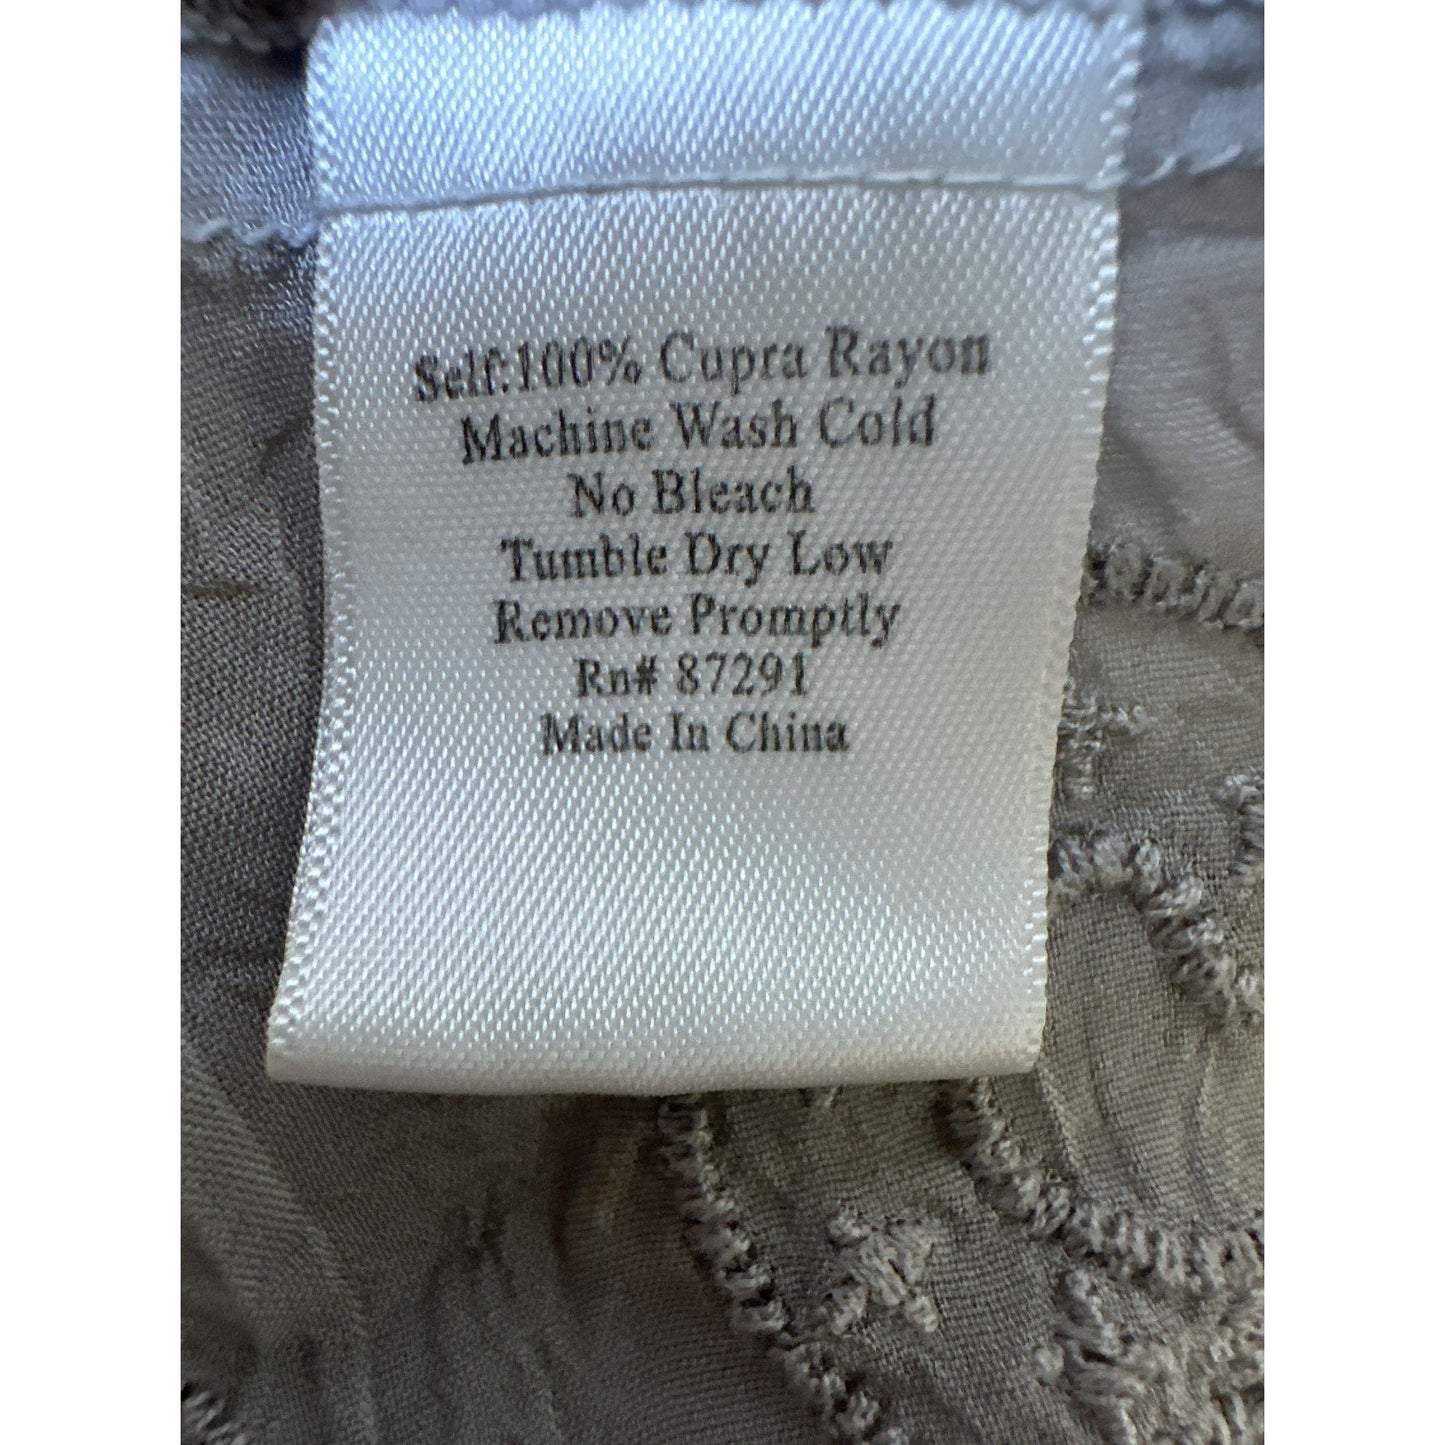 Self:100% Cupra Rayon
Machine Wash Cold
No Bleach
Tumble Dry Low
Remove Promptly
Rn# 87291
Made In China